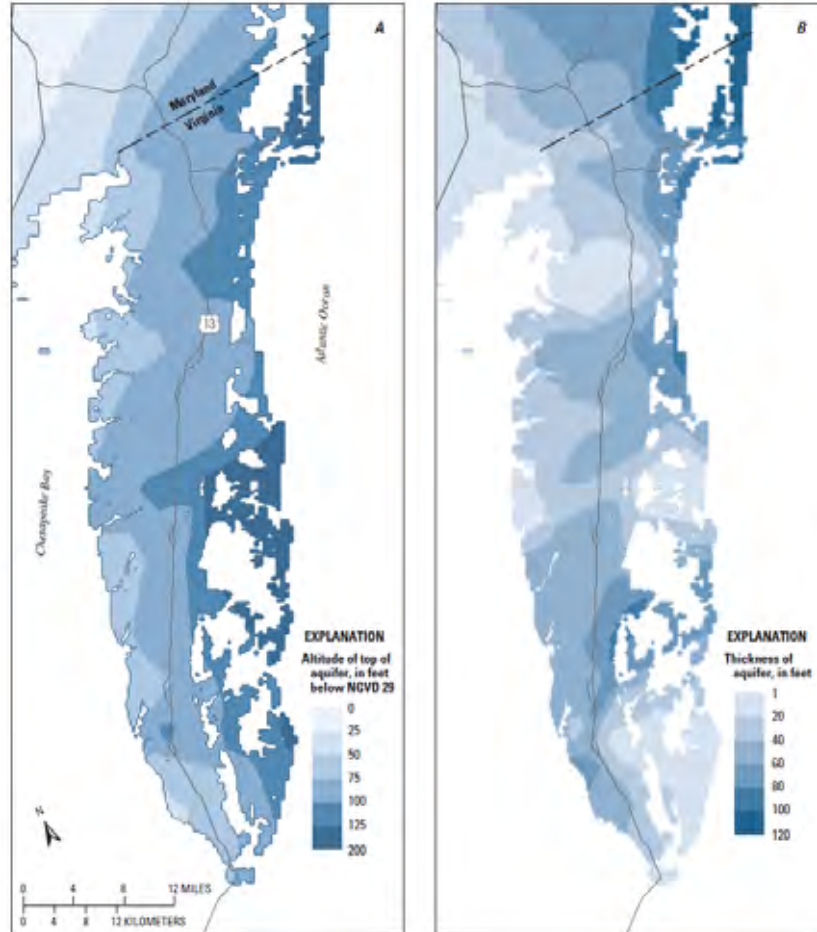 A
Maryland
Virginia
13
Atlantic Ocean
Chesapeake Bay
EXPLANATION
Altitude of top of
aquifer, in feet
below NGVD 29
0
25
50
75
100
125
200
N
0 4 8 12 MILES
0 4 8 12 KILOMETERS
B
EXPLANATION
Thickness of
aquifer, in feet
1
20
40
60
80
100
120